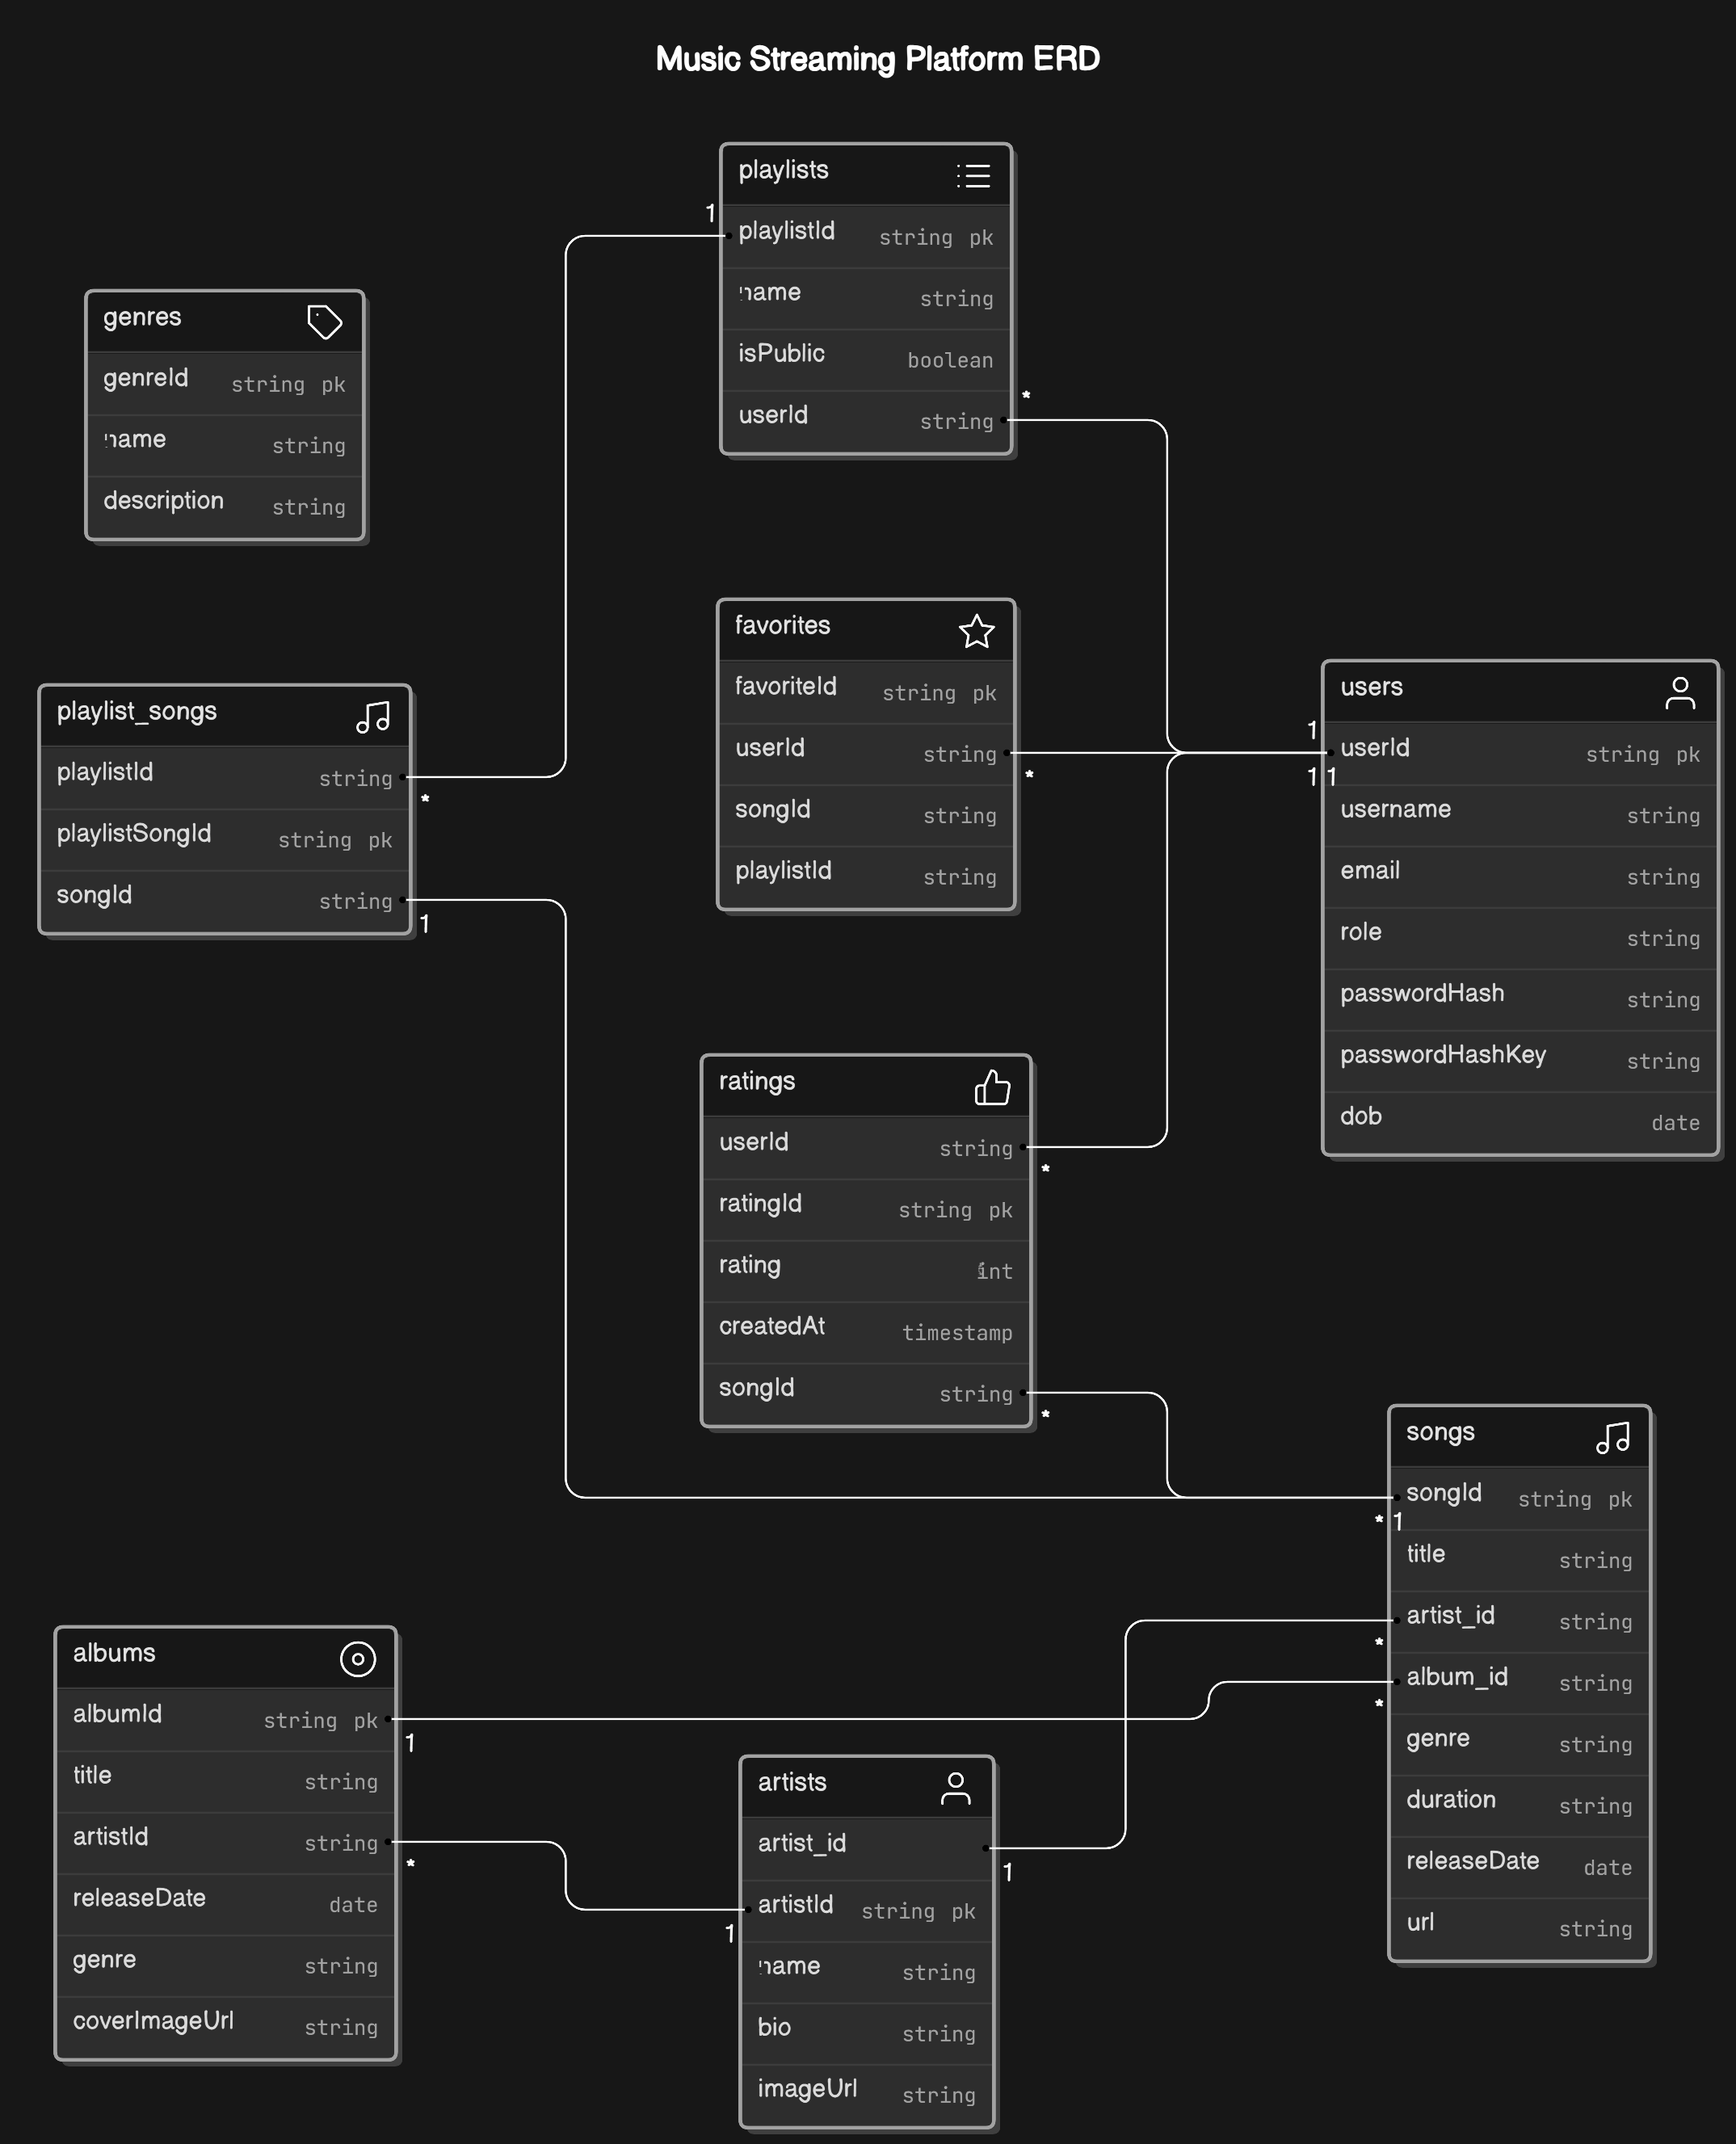 Music Streaming Platform ERD
playlists
1
playlistId string pk
name string
isPublic boolean
*
userId string
genres
genreId string pk
name string
description string
favorites
favoriteId string pk
userId string
*
songId string
playlistId string
playlist_songs
playlistId string
*
playlistSongId string pk
songId string
1
users
1
userId string pk
1 1
username string
email string
role string
passwordHash string
passwordHashKey string
dob date
ratings
userId string
*
ratingId string pk
rating int
createdAt timestamp
songId string
*
songs
songId string pk
* 1
title string
artist_id string
*
album_id string
*
genre string
duration string
releaseDate date
url string
albums
albumId string pk
1
title string
artistId string
*
releaseDate date
genre string
coverImageUrl string
artists
artist_id
1
artistId string pk
1
name string
bio string
imageUrl string